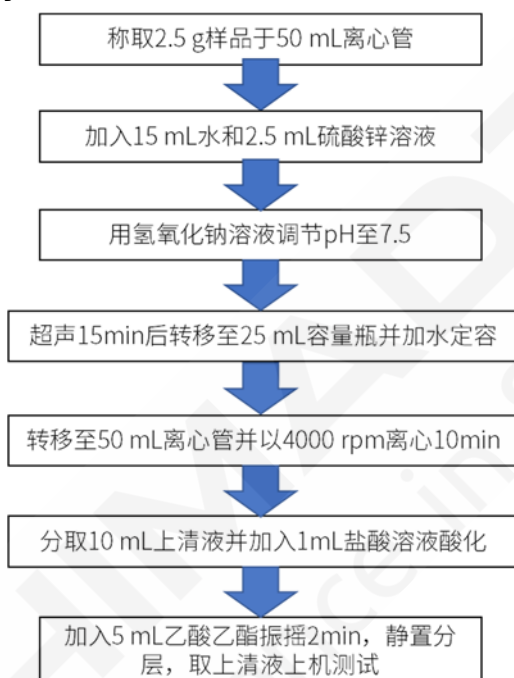 称取2.5 g样品于50 mL离心管
加入15 mL水和2.5 mL硫酸锌溶液
用氢氧化钠溶液调节pH至7.5
超声15min后转移至25 mL容量瓶并加水定容
转移至50 mL离心管并以4000 rpm离心10min
分取10 mL上清液并加入1mL盐酸溶液酸化
加入5 mL乙酸乙酯振摇2min，静置分
层，取上清液上机测试